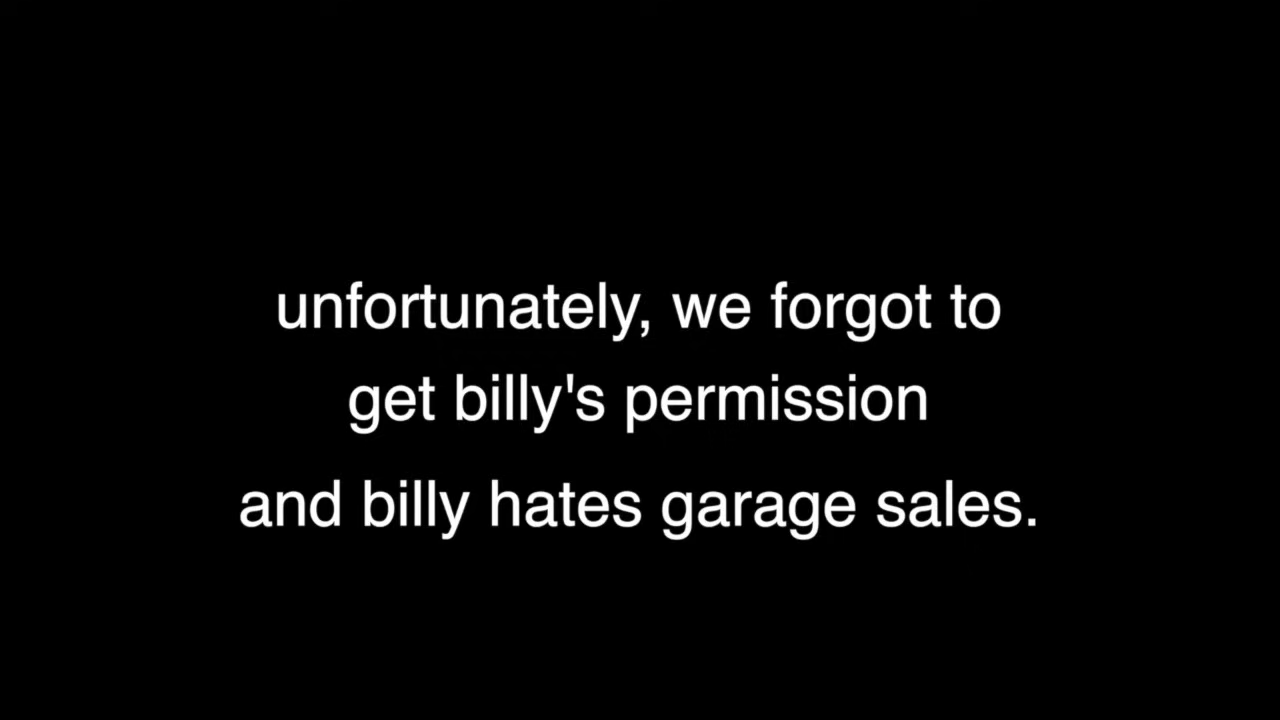 unfortunately, we forgot to
get billy's permission
and billy hates garage sales.